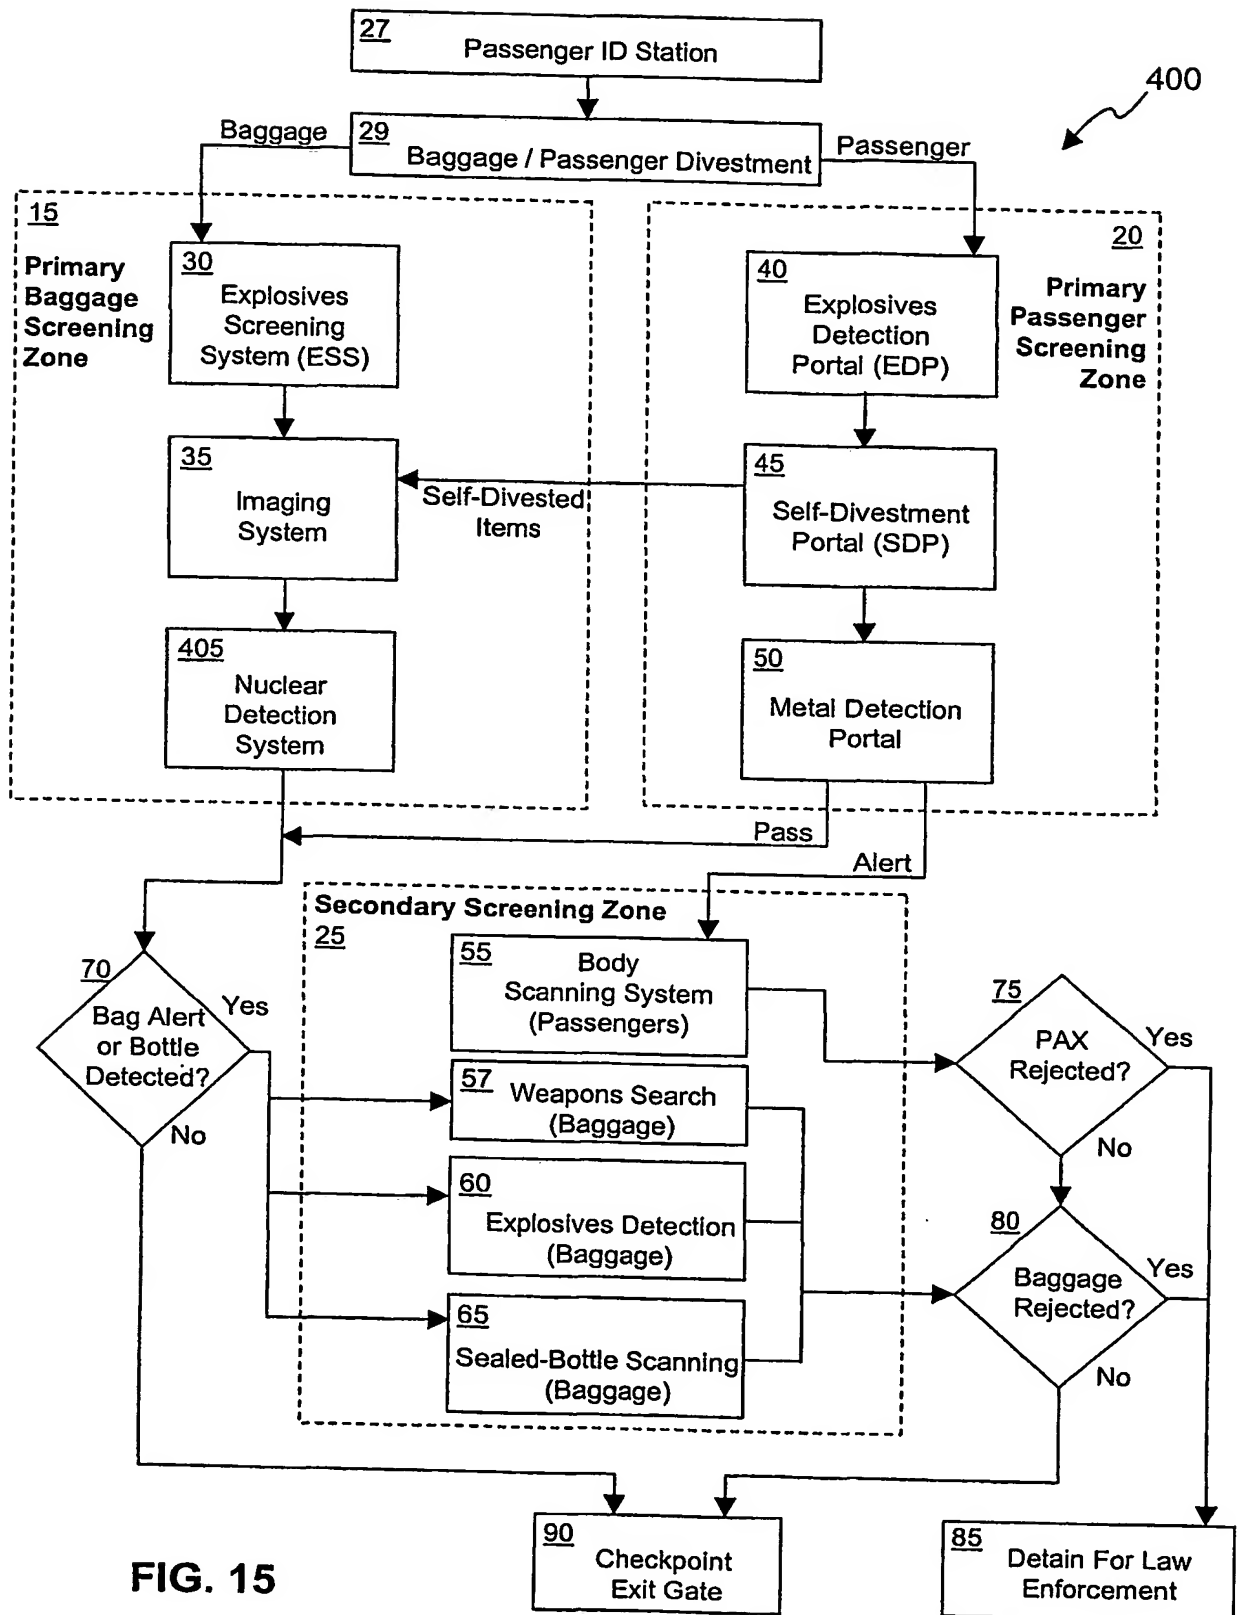 27
Passenger ID Station
400
Baggage
29
Baggage / Passenger Divestment
Passenger
15
Primary
Baggage
Screening
Zone
30
Explosives
Screening
System (ESS)
20
Primary
Passenger
Screening
Zone
40
Explosives
Detection
Portal (EDP)
35
Imaging
System
Self-Divested
Items
45
Self-Divestment
Portal (SDP)
405
Nuclear
Detection
System
50
Metal Detection
Portal
Pass
Alert
Secondary Screening Zone
25
55
Body
Scanning System
(Passengers)
70
Bag Alert
or Bottle
Detected?
Yes
No
57
Weapons Search
(Baggage)
60
Explosives Detection
(Baggage)
65
Sealed-Bottle Scanning
(Baggage)
75
PAX
Rejected?
Yes
No
80
Baggage
Rejected?
Yes
No
90
Checkpoint
Exit Gate
85
Detain For Law
Enforcement
FIG. 15